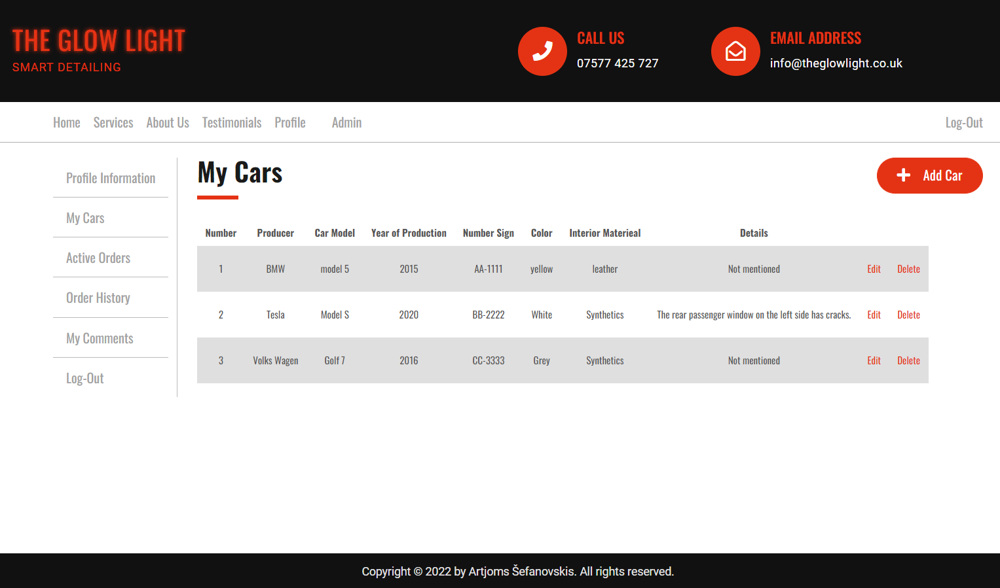 THE GLOW LIGHT
SMART DETAILING
CALL US
07577 425 727
EMAIL ADDRESS
info@theglowlight.co.uk
Home Services About Us Testimonials Profile Admin Log-Out
Profile Information
My Cars
Active Orders
Order History
My Comments
Log-Out
My Cars
Add Car
Number Producer Car Model Year of Production Number Sign Color Interior Materieal Details
1 BMW model 5 2015 AA-1111 yellow leather Not mentioned Edit Delete
2 Tesla Model S 2020 BB-2222 White Synthetics The rear passenger window on the left side has cracks. Edit Delete
3 Volks Wagen Golf 7 2016 CC-3333 Grey Synthetics Not mentioned Edit Delete
Copyright © 2022 by Artjoms Šefanovskis. All rights reserved.